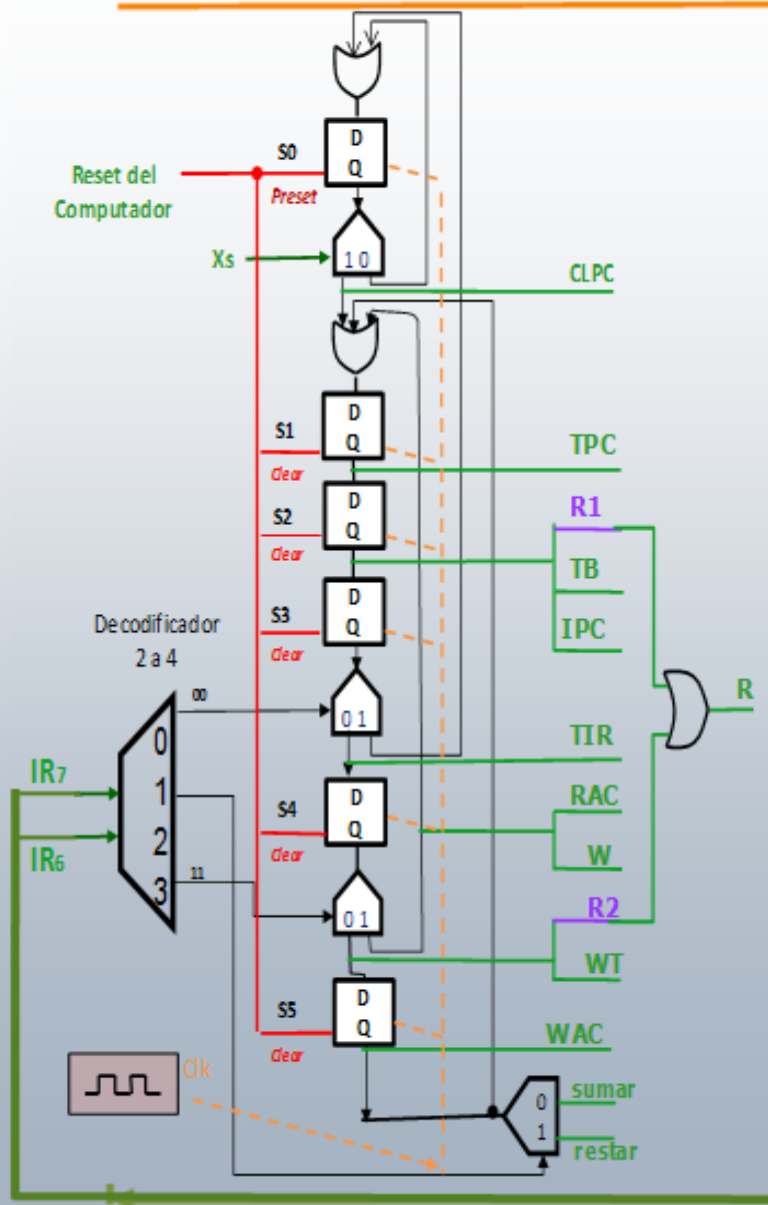 D
Q
S0
Preset
Reset del
Computador
Xs
1 0
CLPC
D
Q
S1
Clear
TPC
D
Q
S2
Clear
R1
TB
IPC
D
Q
S3
Clear
Decodificador
2 a 4
00
0 1
R
TIR
0
1
2
3
IR7
IR6
D
Q
S4
Clear
RAC
W
11
0 1
R2
WT
D
Q
S5
Clear
WAC
Clk
0
1
sumar
restar